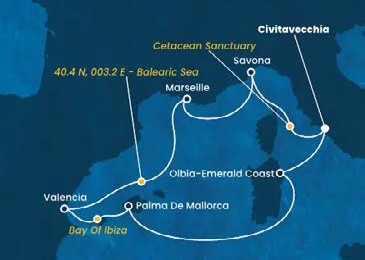 Civitavecchia
Cetacean Sanctuary
Savona
40.4 N, 003.2 E - Balearic Sea
Marseille
Olbia-Emerald Coast
Valencia
Palma De Mallorca
Bay Of Ibiza